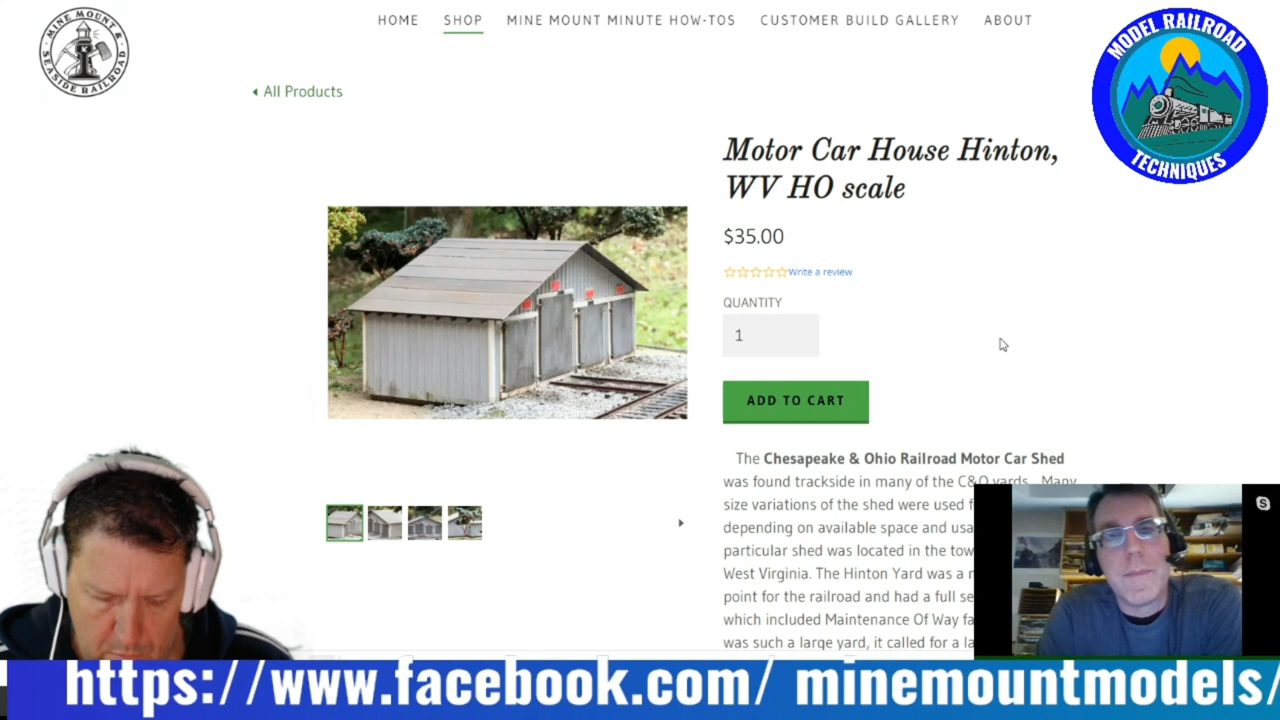 MINE MOUNT &
SEASIDE RAILROAD
HOME SHOP MINE MOUNT MINUTE HOW-TOS CUSTOMER BUILD GALLERY ABOUT
MODEL RAILROAD
TECHNIQUES
All Products
Motor Car House Hinton,
WV HO scale
$35.00
Write a review
QUANTITY
1
ADD TO CART
The Chesapeake & Ohio Railroad Motor Car Shed
was found trackside in many of the C&O yards. Many
size variations of the shed were used
depending on available space and
particular shed was located in the
West Virginia. The Hinton Yard was a
point for the railroad and had a full
which included Maintenance Of Way
was such a large yard, it called for a
https://www.facebook.com/ minemountmodels/